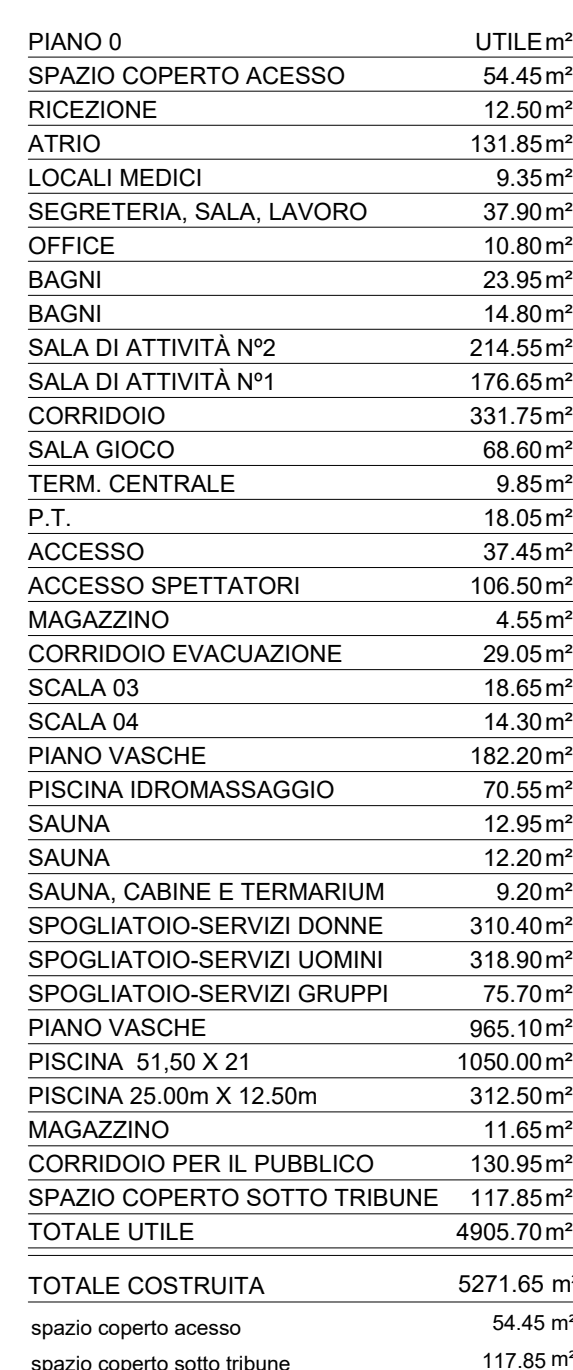 PIANO 0 UTILE m²
SPAZIO COPERTO ACESSO 54.45 m²
RICEZIONE 12.50 m²
ATRIO 131.85 m²
LOCALI MEDICI 9.35 m²
SEGRETERIA, SALA, LAVORO 37.90 m²
OFFICE 10.80 m²
BAGNI 23.95 m²
BAGNI 14.80 m²
SALA DI ATTIVITÀ Nº2 214.55 m²
SALA DI ATTIVITÀ Nº1 176.65 m²
CORRIDOIO 331.75 m²
SALA GIOCO 68.60 m²
TERM. CENTRALE 9.85 m²
P.T. 18.05 m²
ACCESSO 37.45 m²
ACCESSO SPETTATORI 106.50 m²
MAGAZZINO 4.55 m²
CORRIDOIO EVACUAZIONE 29.05 m²
SCALA 03 18.65 m²
SCALA 04 14.30 m²
PIANO VASCHE 182.20 m²
PISCINA IDROMASSAGGIO 70.55 m²
SAUNA 12.95 m²
SAUNA 12.20 m²
SAUNA, CABINE E TERMARIUM 9.20 m²
SPOGLIATOIO-SERVIZI DONNE 310.40 m²
SPOGLIATOIO-SERVIZI UOMINI 318.90 m²
SPOGLIATOIO-SERVIZI GRUPPI 75.70 m²
PIANO VASCHE 965.10 m²
PISCINA 51,50 X 21 1050.00 m²
PISCINA 25.00m X 12.50m 312.50 m²
MAGAZZINO 11.65 m²
CORRIDOIO PER IL PUBBLICO 130.95 m²
SPAZIO COPERTO SOTTO TRIBUNE 117.85 m²
TOTALE UTILE 4905.70 m²
TOTALE COSTRUITA 5271.65 m²
spazio coperto acesso 54.45 m²
spazio coperto sotto tribune 117.85 m²